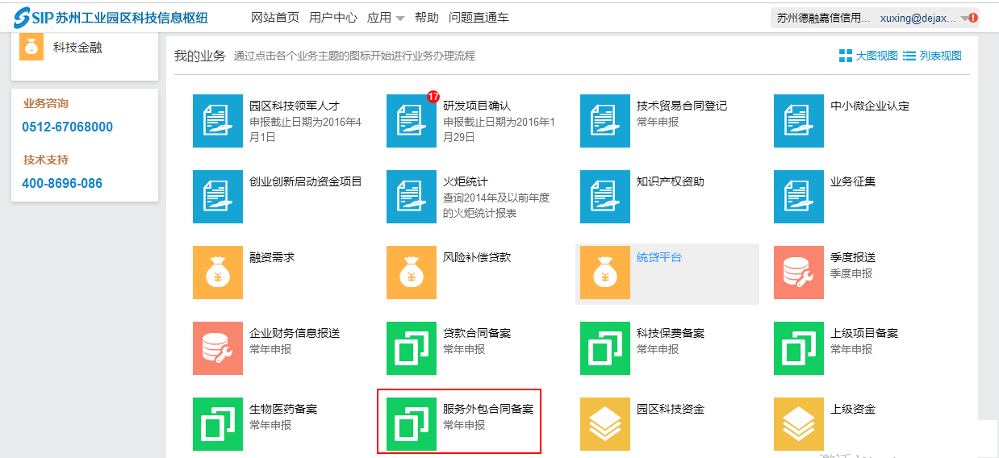 SIP苏州工业园区科技信息枢纽
网站首页 用户中心 应用 帮助 问题直通车
苏州德融嘉信信用... xuxing@dejax...
科技金融
业务咨询
0512-67068000
技术支持
400-8696-086
我的业务 通过点击各个业务主题的图标开始进行业务办理流程
大图视图 列表视图
园区科技领军人才
申报截止日期为2016年4
月1日
17
研发项目确认
申报截止日期为2016年1
月29日
技术贸易合同登记
常年申报
中小微企业认定
创业创新启动资金项目
火炬统计
查询2014年及以前年度
的火炬统计报表
知识产权资助
业务征集
融资需求
风险补偿贷款
统贷平台
季度报送
季度申报
企业财务信息报送
常年申报
贷款合同备案
常年申报
科技保费备案
常年申报
上级项目备案
常年申报
生物医药备案
常年申报
服务外包合同备案
常年申报
园区科技资金
上级资金